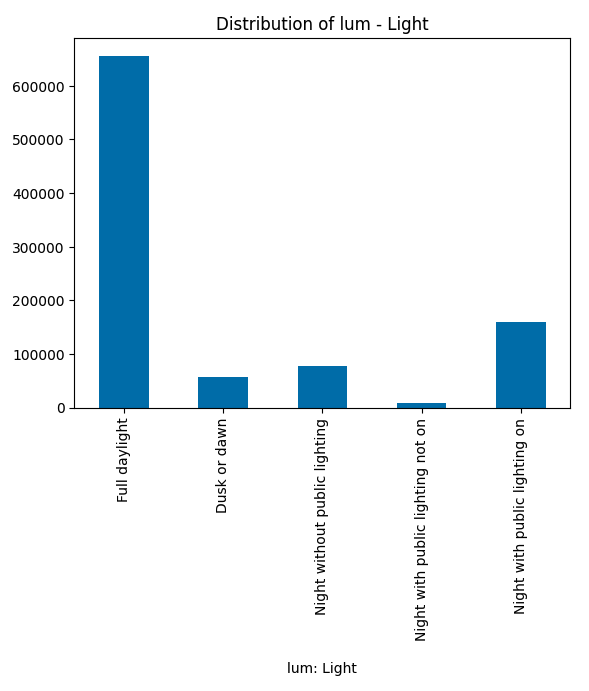 Distribution of lum - Light
600000
500000
400000
300000
200000
100000
0
Full daylight
Dusk or dawn
Night without public lighting
Night with public lighting not on
Night with public lighting on
lum: Light